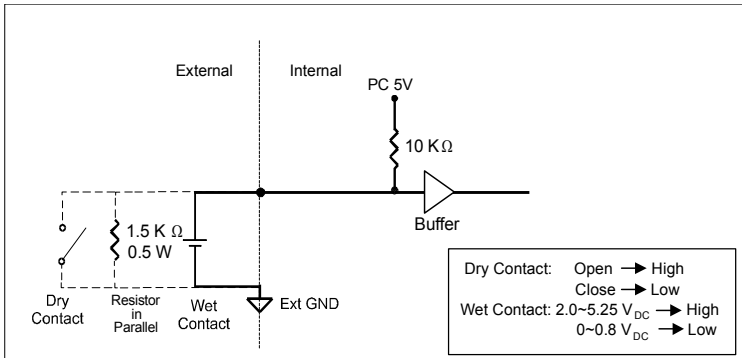 External
Internal
PC 5V
10 KΩ
Buffer
1.5 K Ω
0.5 W
Dry
Contact
Resistor
in
Parallel
Wet
Contact
Ext GND
Dry Contact: Open → High
Close → Low
Wet Contact: 2.0~5.25 VDC → High
0~0.8 VDC → Low